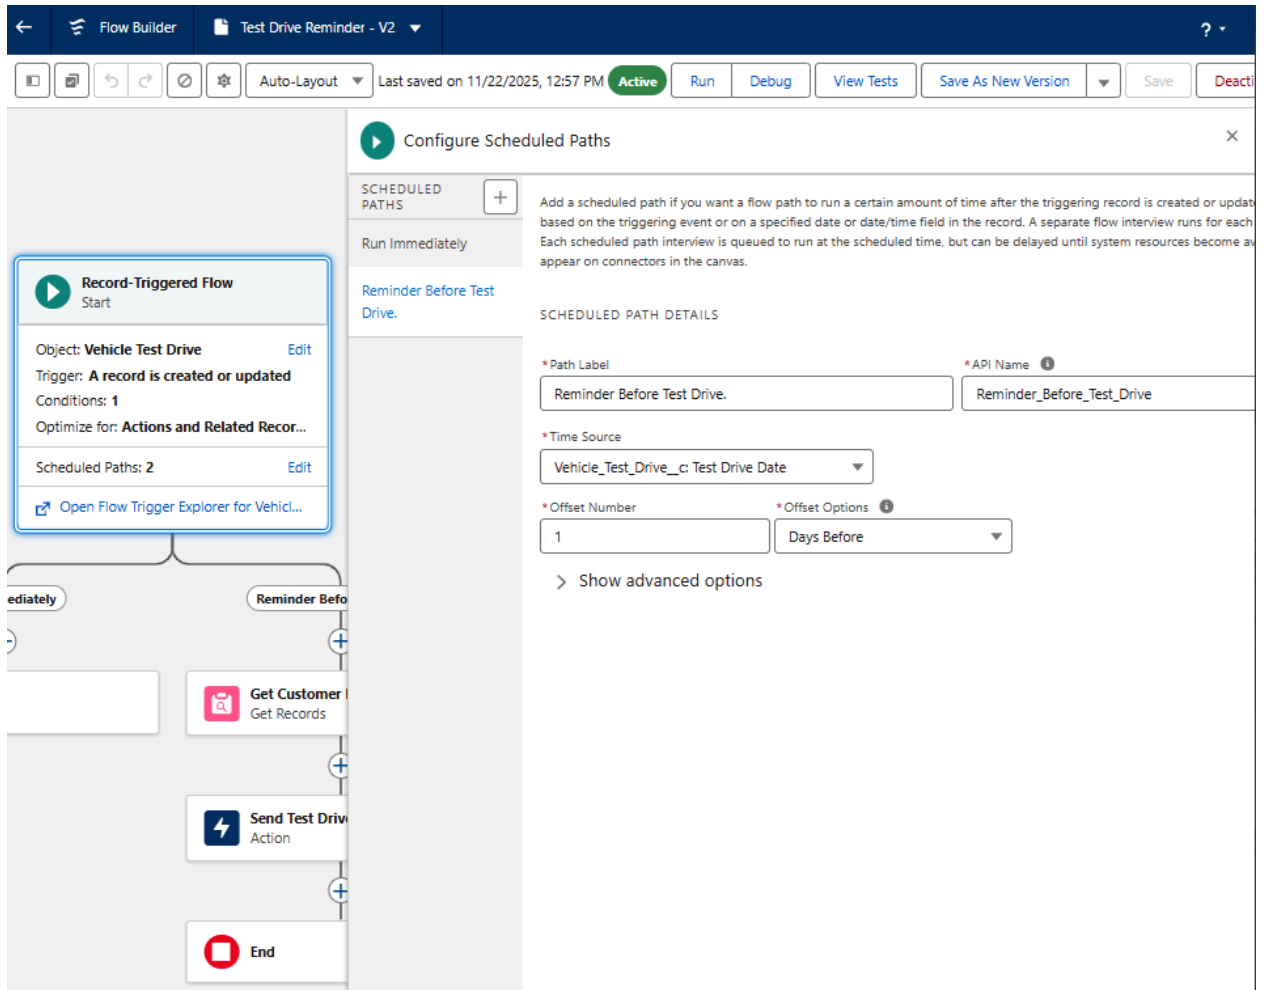 Flow Builder
Test Drive Reminder - V2
?
Auto-Layout
Last saved on 11/22/2025, 12:57 PM
Active
Run
Debug
View Tests
Save As New Version
Save
Deacti
Configure Scheduled Paths
SCHEDULED
PATHS
Run Immediately
Reminder Before Test
Drive.
Add a scheduled path if you want a flow path to run a certain amount of time after the triggering record is created or updat
based on the triggering event or on a specified date or date/time field in the record. A separate flow interview runs for each
Each scheduled path interview is queued to run at the scheduled time, but can be delayed until system resources become av
appear on connectors in the canvas.
SCHEDULED PATH DETAILS
*Path Label
Reminder Before Test Drive.
*API Name
Reminder_Before_Test_Drive
*Time Source
Vehicle_Test_Drive__c: Test Drive Date
*Offset Number
1
*Offset Options
Days Before
Show advanced options
Record-Triggered Flow
Start
Object: Vehicle Test Drive
Edit
Trigger: A record is created or updated
Conditions: 1
Optimize for: Actions and Related Recor...
Scheduled Paths: 2
Edit
Open Flow Trigger Explorer for Vehicl...
ediately
Reminder Befo
Get Customer
Get Records
Send Test Driv
Action
End